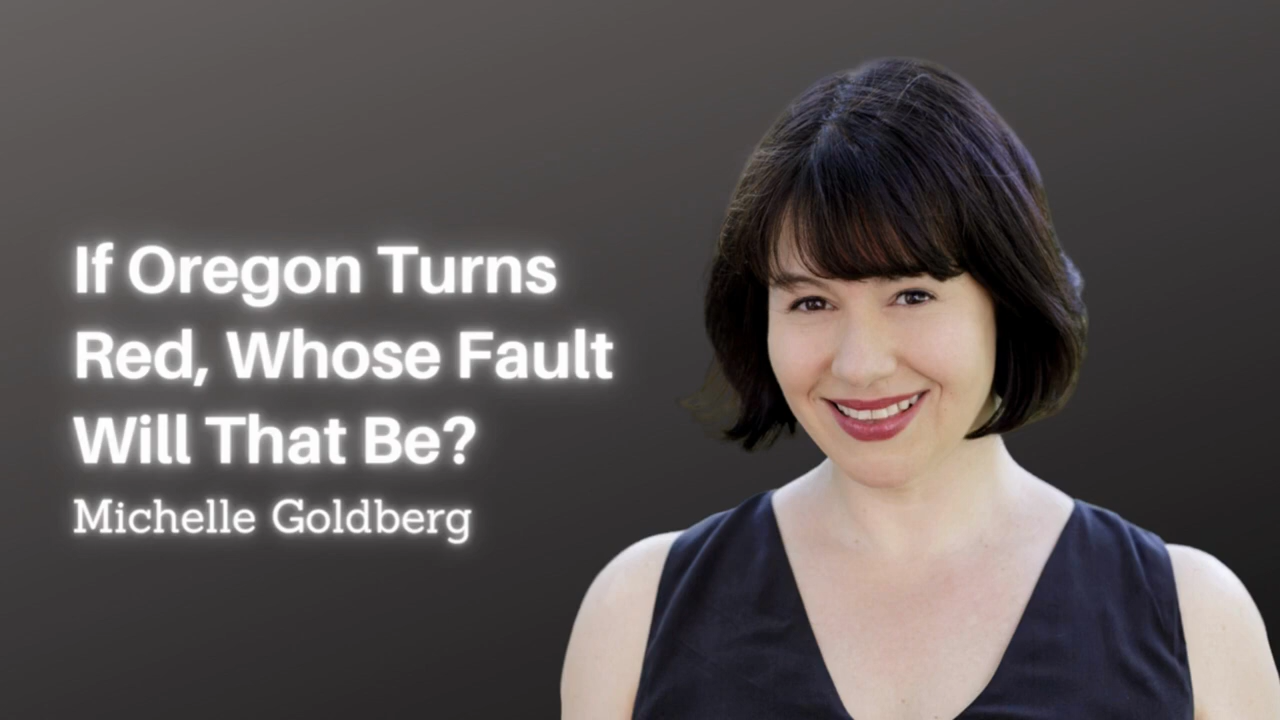 If Oregon Turns
Red, Whose Fault
Will That Be?
Michelle Goldberg